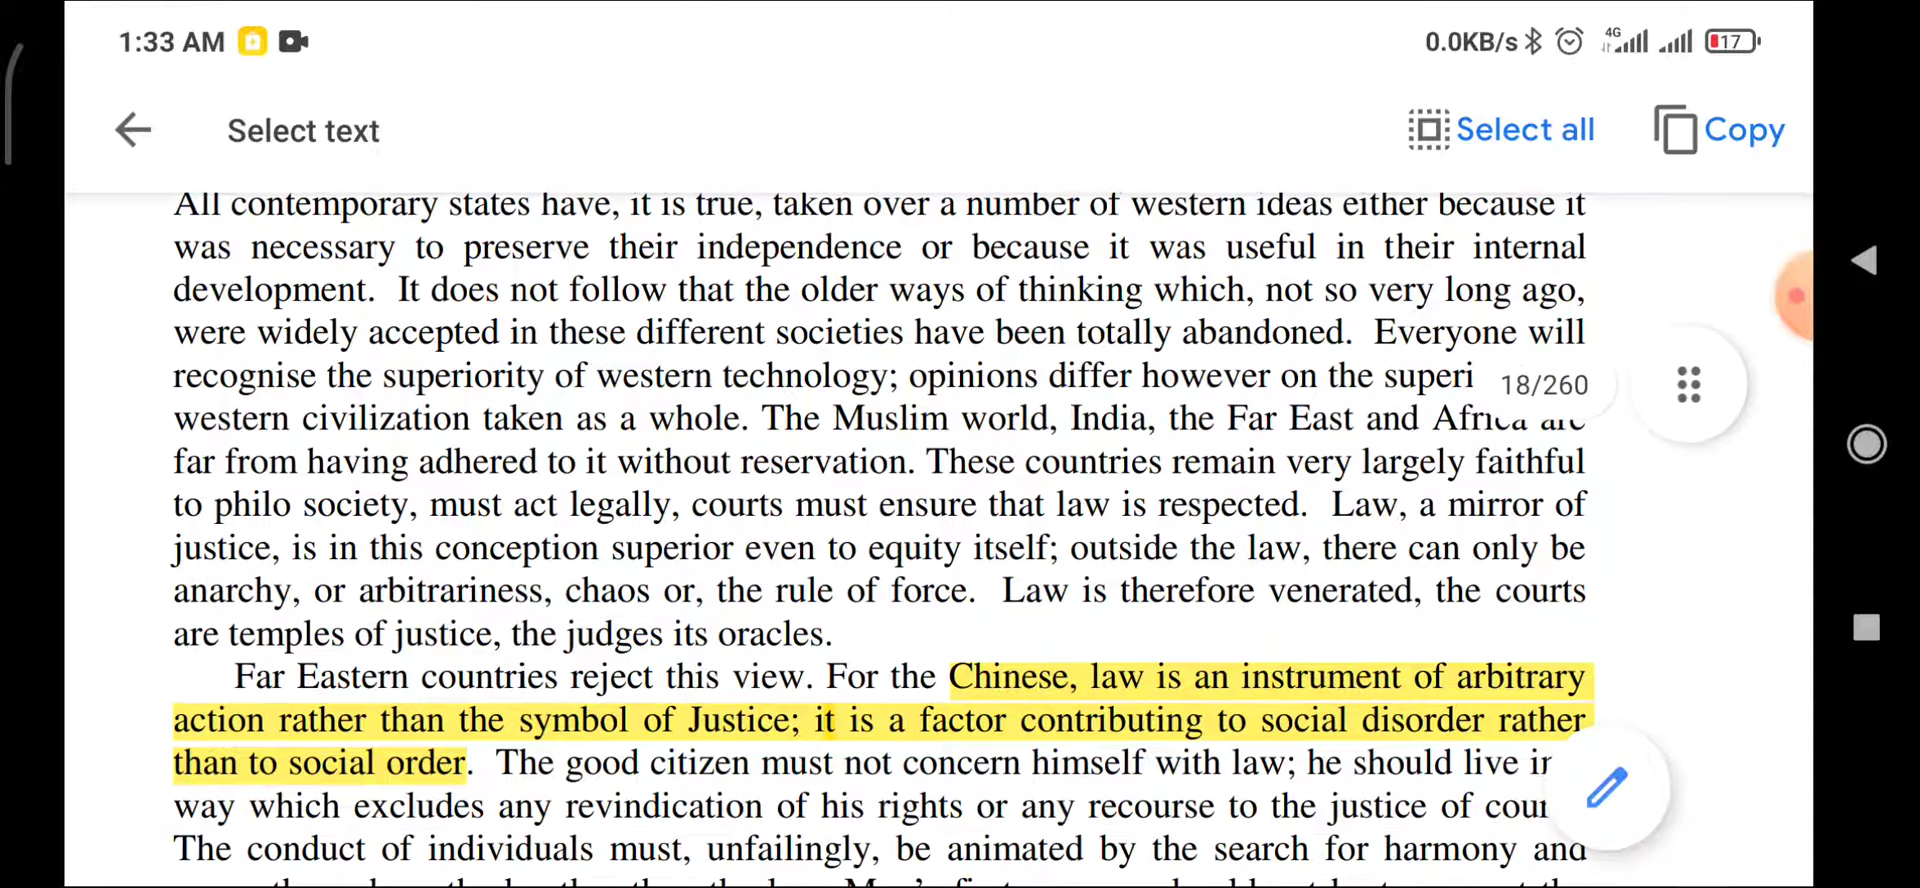 1:33 AM
0.0KB/s 4G 17
Select text
Select all
Copy
All contemporary states have, it is true, taken over a number of western ideas either because it
was necessary to preserve their independence or because it was useful in their internal
development. It does not follow that the older ways of thinking which, not so very long ago,
were widely accepted in these different societies have been totally abandoned. Everyone will
recognise the superiority of western technology; opinions differ however on the superi
18/260
western civilization taken as a whole. The Muslim world, India, the Far East and Africa are
far from having adhered to it without reservation. These countries remain very largely faithful
to philo society, must act legally, courts must ensure that law is respected. Law, a mirror of
justice, is in this conception superior even to equity itself; outside the law, there can only be
anarchy, or arbitrariness, chaos or, the rule of force. Law is therefore venerated, the courts
are temples of justice, the judges its oracles.
Far Eastern countries reject this view. For the Chinese, law is an instrument of arbitrary
action rather than the symbol of Justice; it is a factor contributing to social disorder rather
than to social order. The good citizen must not concern himself with law; he should live in
way which excludes any revindication of his rights or any recourse to the justice of cour
The conduct of individuals must, unfailingly, be animated by the search for harmony and